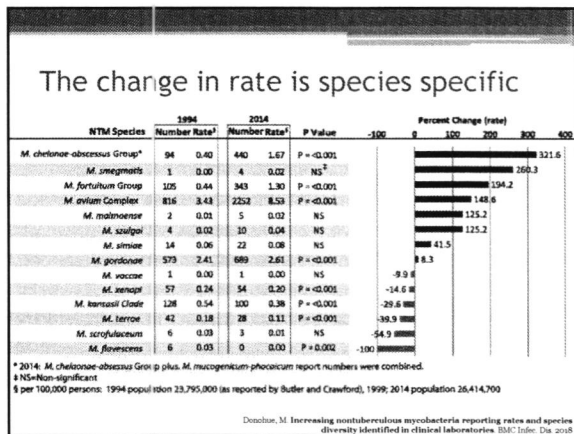 The change in rate is species specific
1994 2014 Percent Change (rate)
NTM Species Number Rate§ Number Rate§ P Value -100 0 100 200 300 400
M. chelonae-abscessus Group* 94 0.40 440 1.67 P = <0.001 321.6
M. smegmatis 1 0.00 4 0.02 NS‡ 260.3
M. fortuitum Group 105 0.44 343 1.30 P = <0.001 194.2
M. avium Complex 816 3.43 2252 8.53 P = <0.001 148.6
M. malmoense 2 0.01 5 0.02 NS 125.2
M. szulgai 4 0.02 10 0.04 NS 125.2
M. simiae 14 0.06 22 0.08 NS 41.5
M. gordonae 573 2.41 689 2.61 P = <0.001 8.3
M. vaccae 1 0.00 1 0.00 NS -9.9
M. xenopi 57 0.24 54 0.20 P = <0.001 -14.6
M. kansasii Clade 128 0.54 100 0.38 P = <0.001 -29.6
M. terrae 42 0.18 28 0.11 P = <0.001 -39.9
M. scrofulaceum 6 0.03 3 0.01 NS -54.9
M. flavescens 6 0.03 0 0.00 P = 0.002 -100
* 2014: M. chelaonae-absessus Group plus. M. mucogenicum-phocaicum report numbers were combined.
‡ NS=Non-significant
§ per 100,000 persons: 1994 population 23,795,000 (as reported by Butler and Crawford), 1999; 2014 population 26,414,700
Donohue, M. Increasing nontuberculous mycobacteria reporting rates and species
diversity identified in clinical laboratories. BMC Infec. Dis. 2018